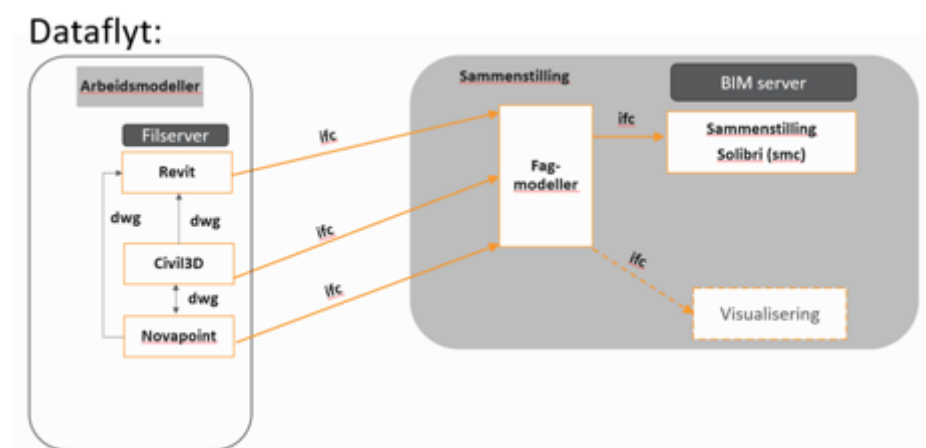 Dataflyt:
Arbeidsmodeller
Filserver
Revit
dwg
dwg
Civil3D
dwg
Novapoint
ifc
ifc
ifc
Sammenstilling
Fag-
modeller
ifc
BIM server
Sammenstilling
Solibri (smc)
ifc
Visualisering